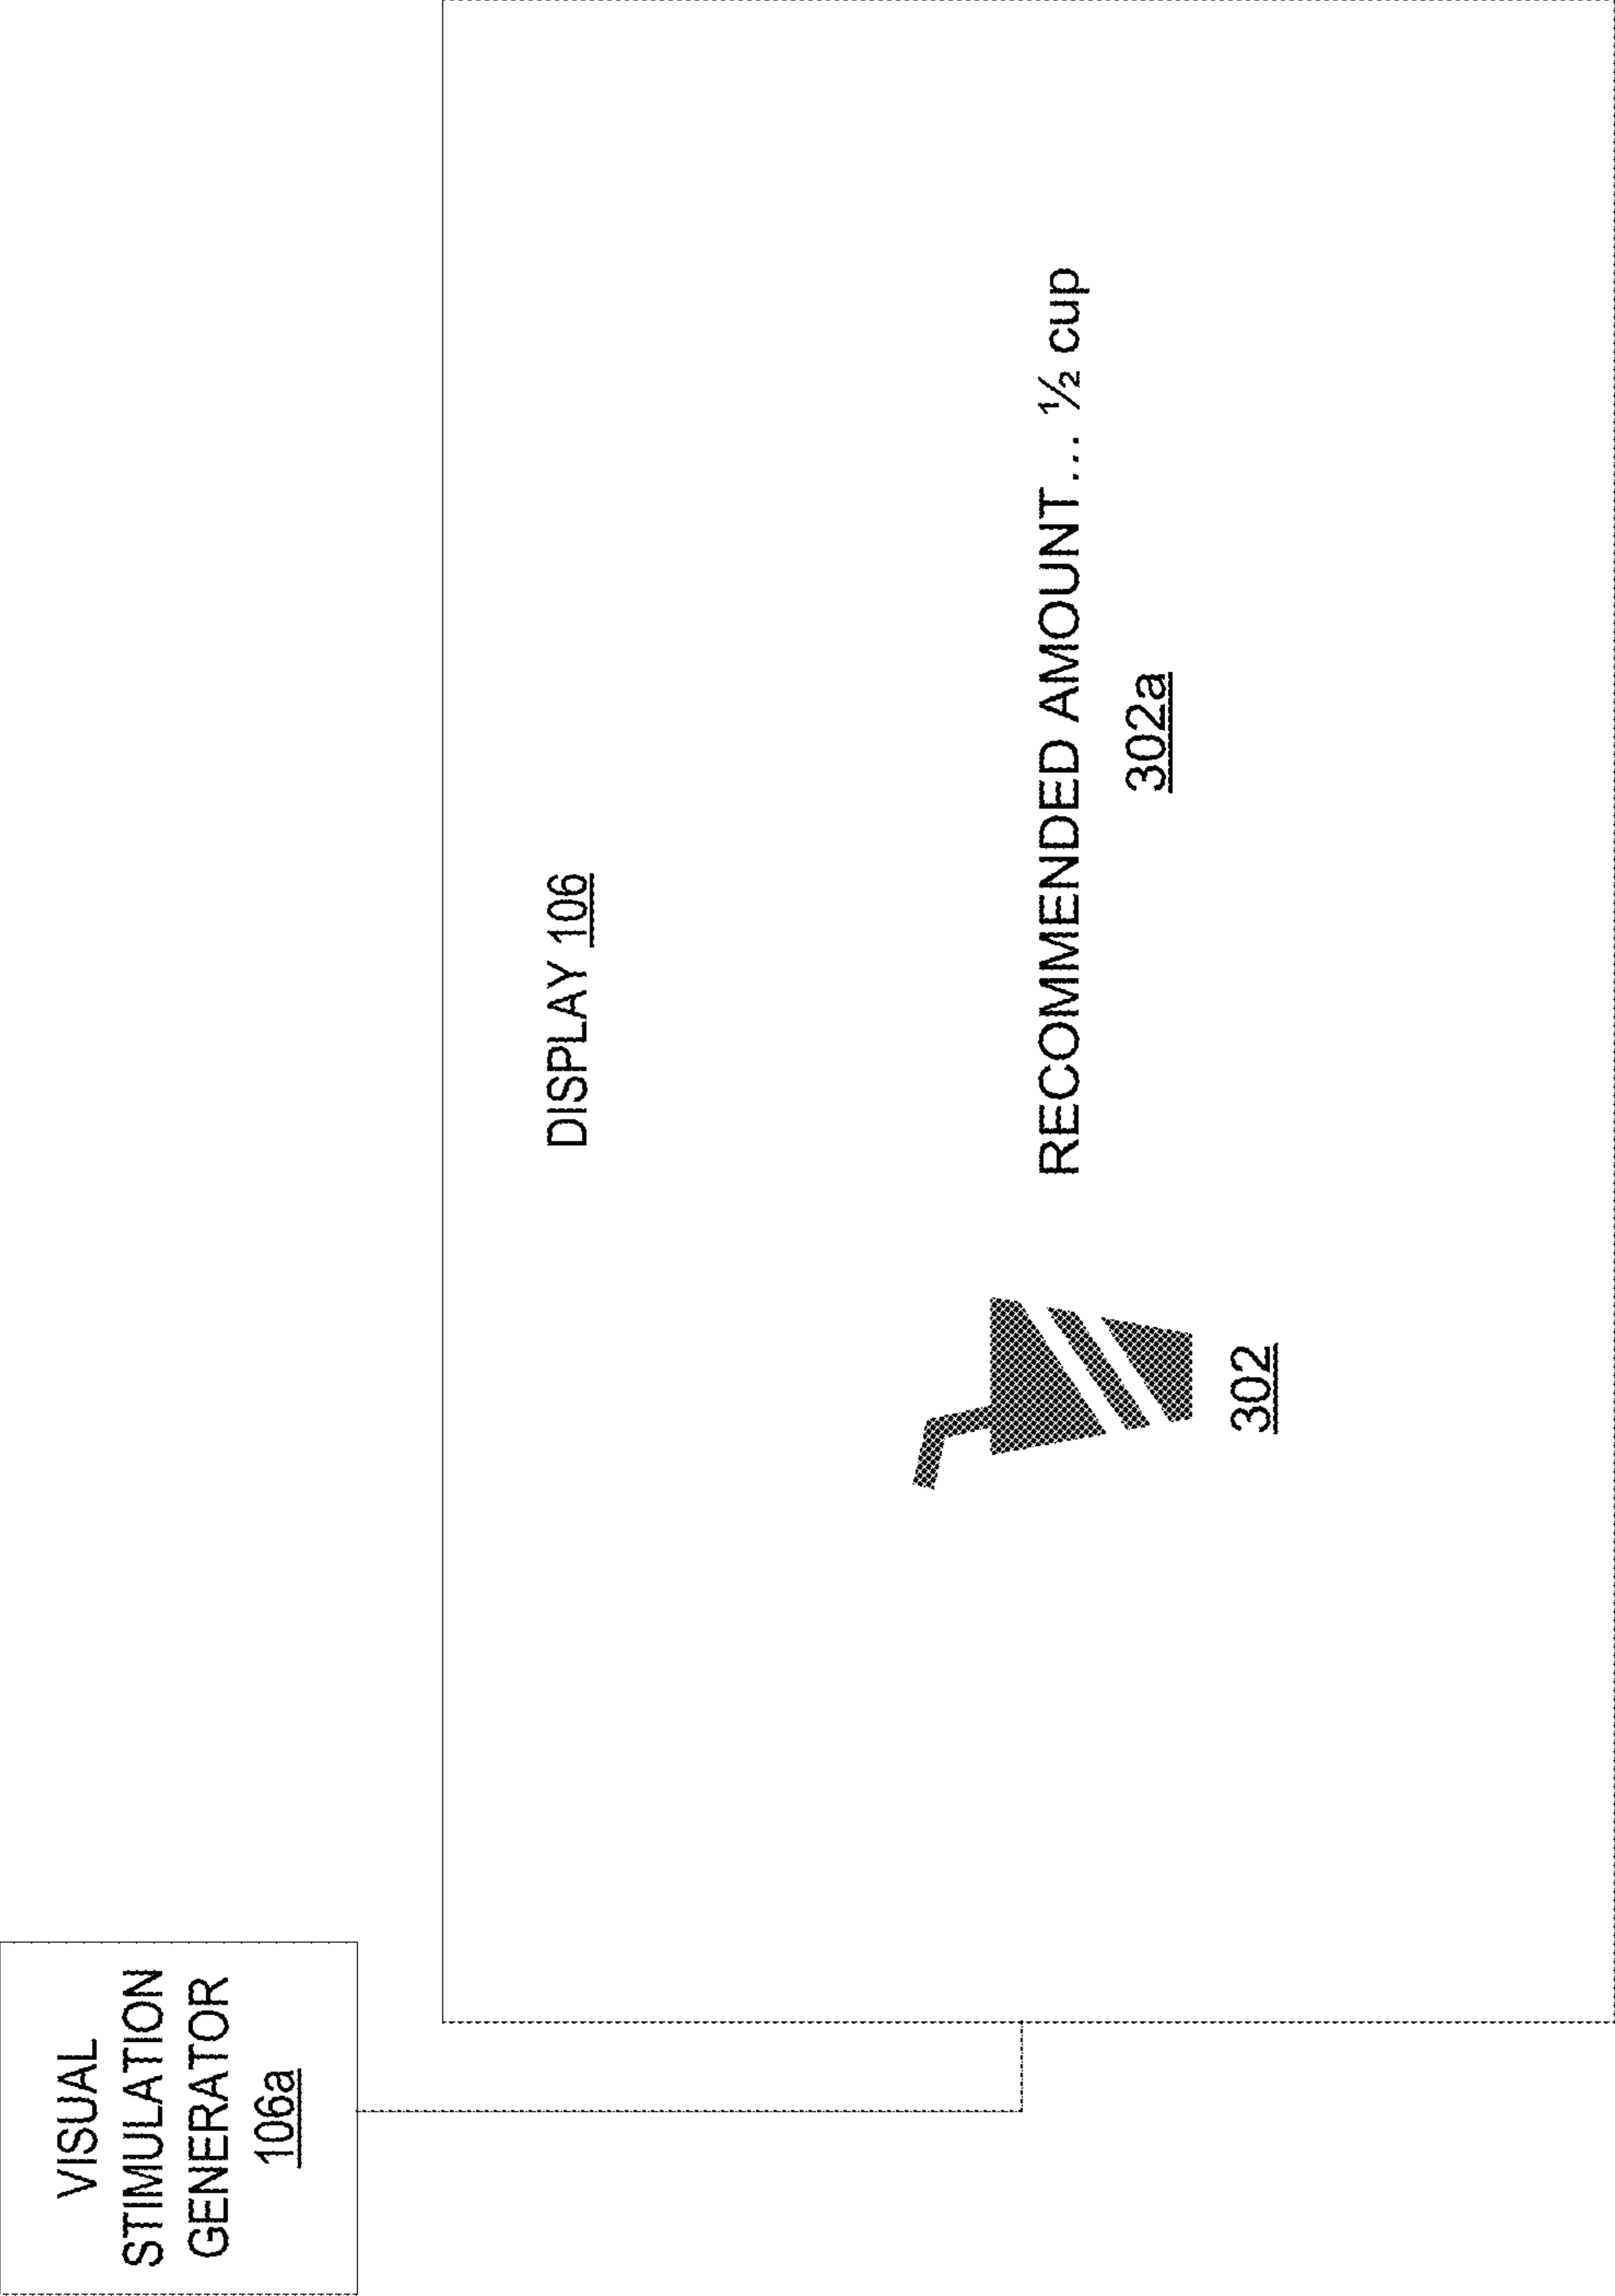 VISUAL
STIMULATION
GENERATOR
106a
DISPLAY 106
RECOMMENDED AMOUNT... ½ cup
302a
302